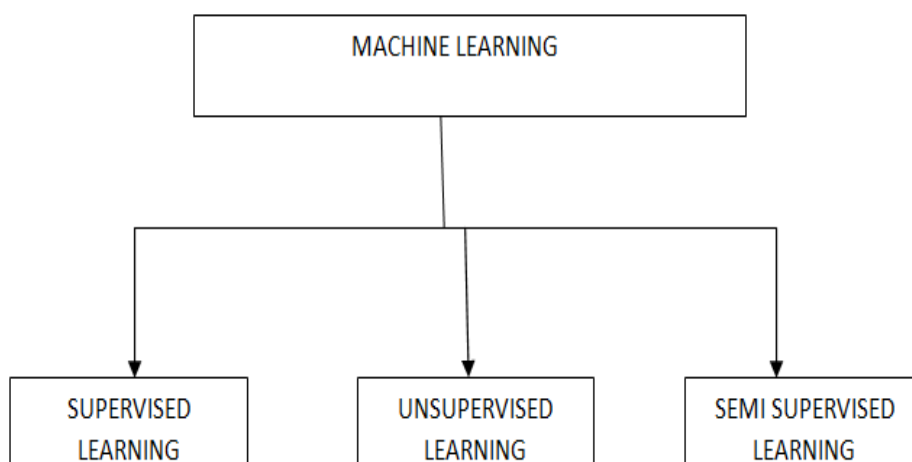 MACHINE LEARNING
SUPERVISED
LEARNING
UNSUPERVISED
LEARNING
SEMI SUPERVISED
LEARNING